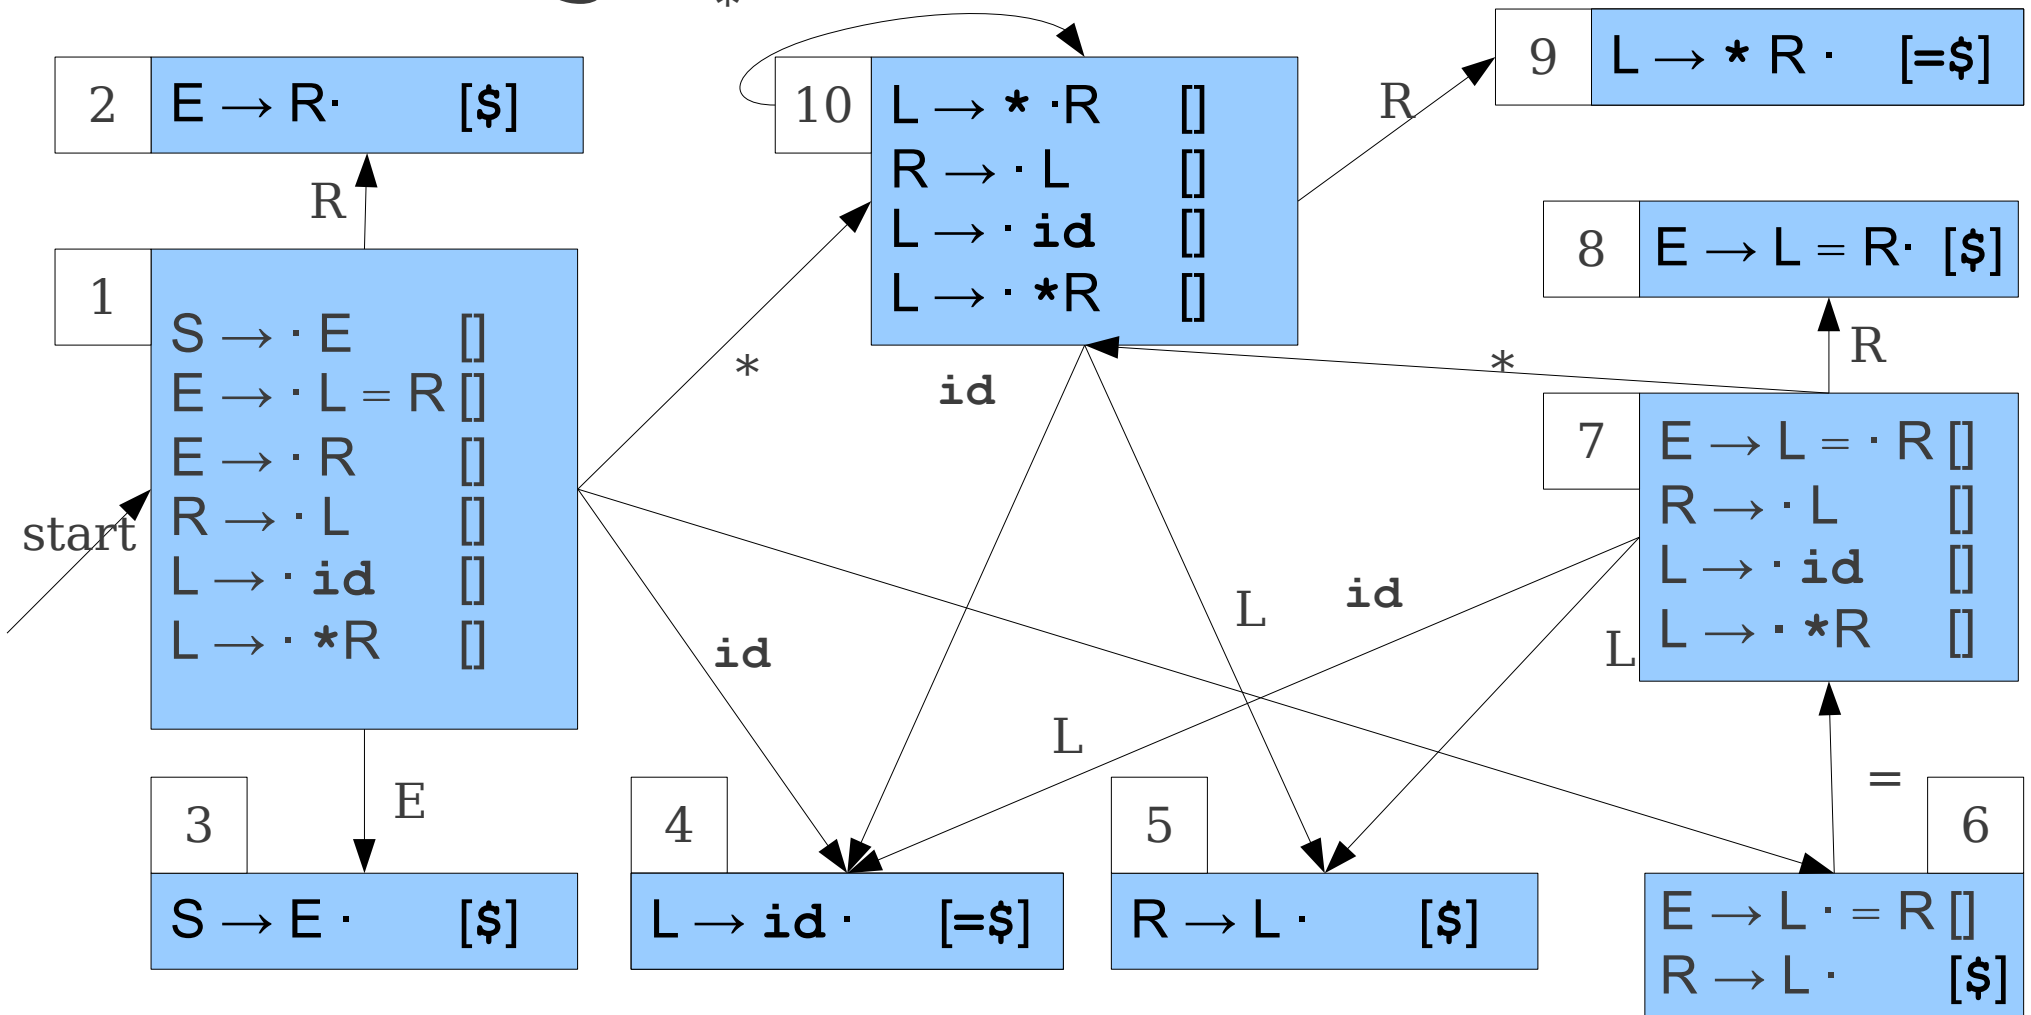 *
2
E → R· [$]
R
1
S → · E []
E → · L = R []
E → · R []
R → · L []
L → · id []
L → · *R []
start
E
3
S → E · [$]
10
L → * ·R []
R → · L []
L → · id []
L → · *R []
*
id
id
L
id
L
L
4
L → id · [=$]
5
R → L · [$]
R
9
L → * R · [=$]
8
E → L = R· [$]
R
*
7
E → L = · R []
R → · L []
L → · id []
L → · *R []
=
6
E → L · = R []
R → L · [$]